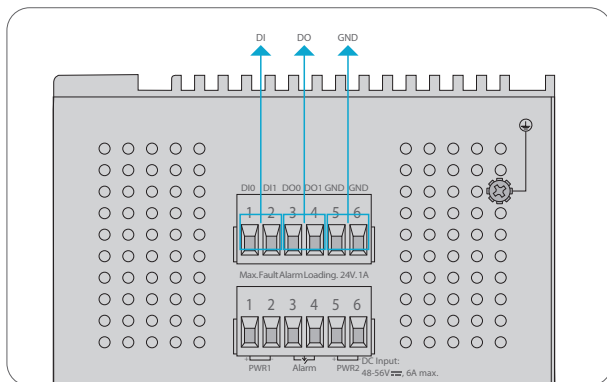 DI DO GND
DI0 DI1 DO0 DO1 GND GND
1 2 3 4 5 6
Max.Fault Alarm Loading. 24V. 1A
1 2 3 4 5 6
+ - + -
PWR1 Alarm PWR2
DC Input:
48-56V⎓, 6A max.